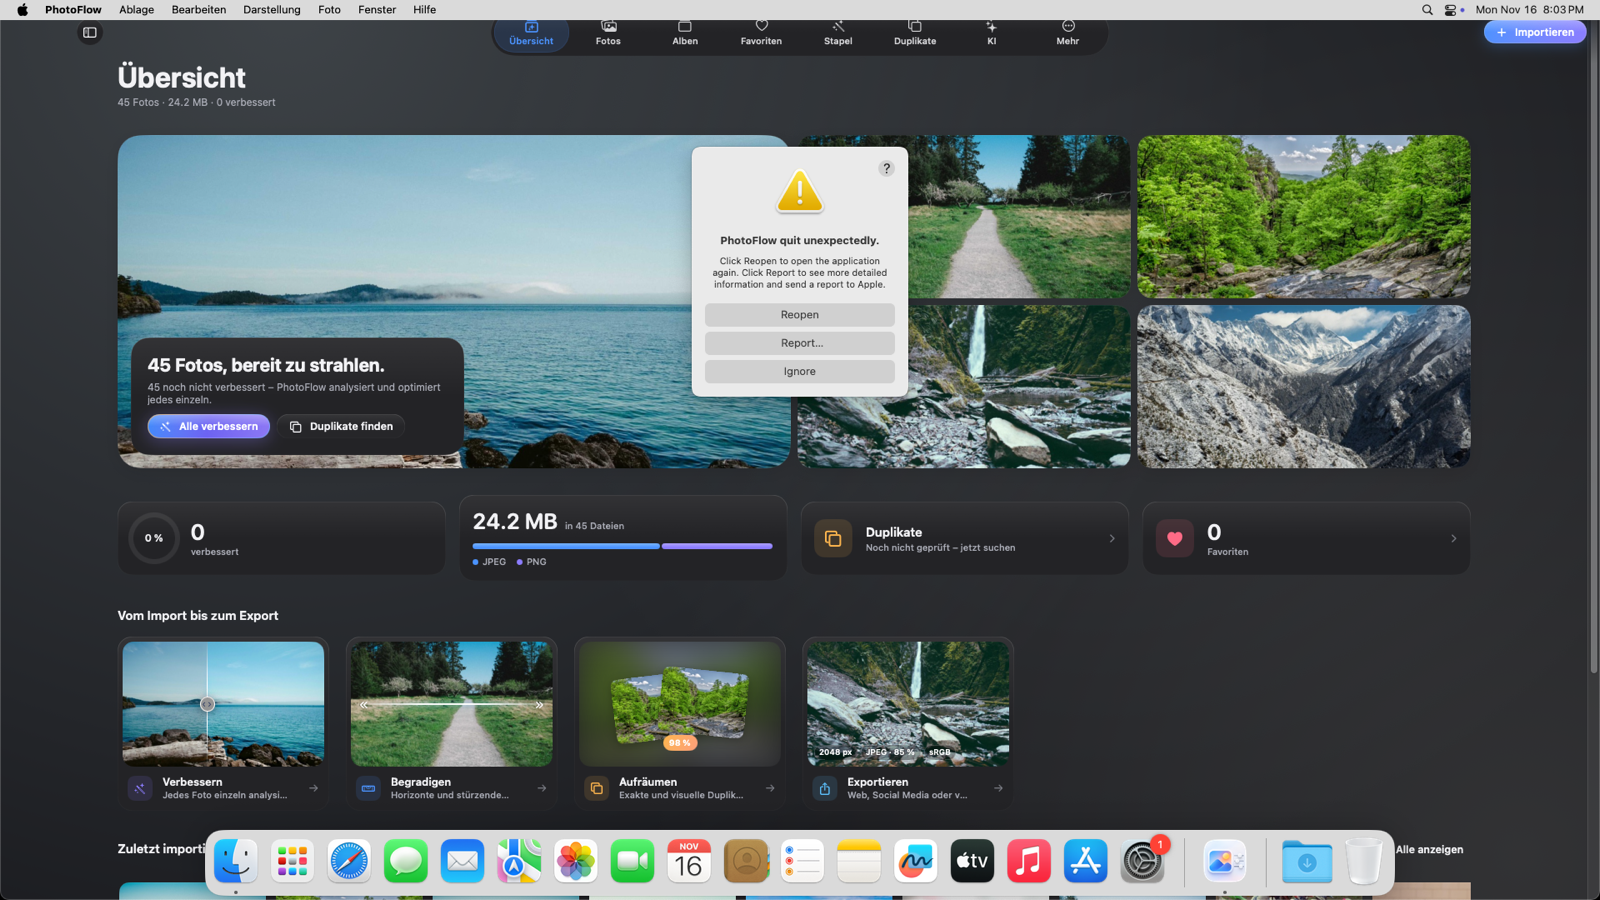 PhotoFlow Ablage Bearbeiten Darstellung Foto Fenster Hilfe
Mon Nov 16 8:03 PM
Übersicht Fotos Alben Favoriten Stapel Duplikate KI Mehr
Importieren
Übersicht
45 Fotos · 24.2 MB · 0 verbessert
?
PhotoFlow quit unexpectedly.
Click Reopen to open the application
again. Click Report to see more detailed
information and send a report to Apple.
Reopen
Report...
Ignore
45 Fotos, bereit zu strahlen.
45 noch nicht verbessert – PhotoFlow analysiert und optimiert
jedes einzeln.
Alle verbessern
Duplikate finden
0 %
0
verbessert
24.2 MB in 45 Dateien
JPEG PNG
Duplikate
Noch nicht geprüft – jetzt suchen
0
Favoriten
Vom Import bis zum Export
98 %
2048 px JPEG · 85 % sRGB
Verbessern
Jedes Foto einzeln analysi...
Begradigen
Horizonte und stürzende...
Aufräumen
Exakte und visuelle Duplik...
Exportieren
Web, Social Media oder v...
Zuletzt importi
Alle anzeigen
NOV
16
tv
1